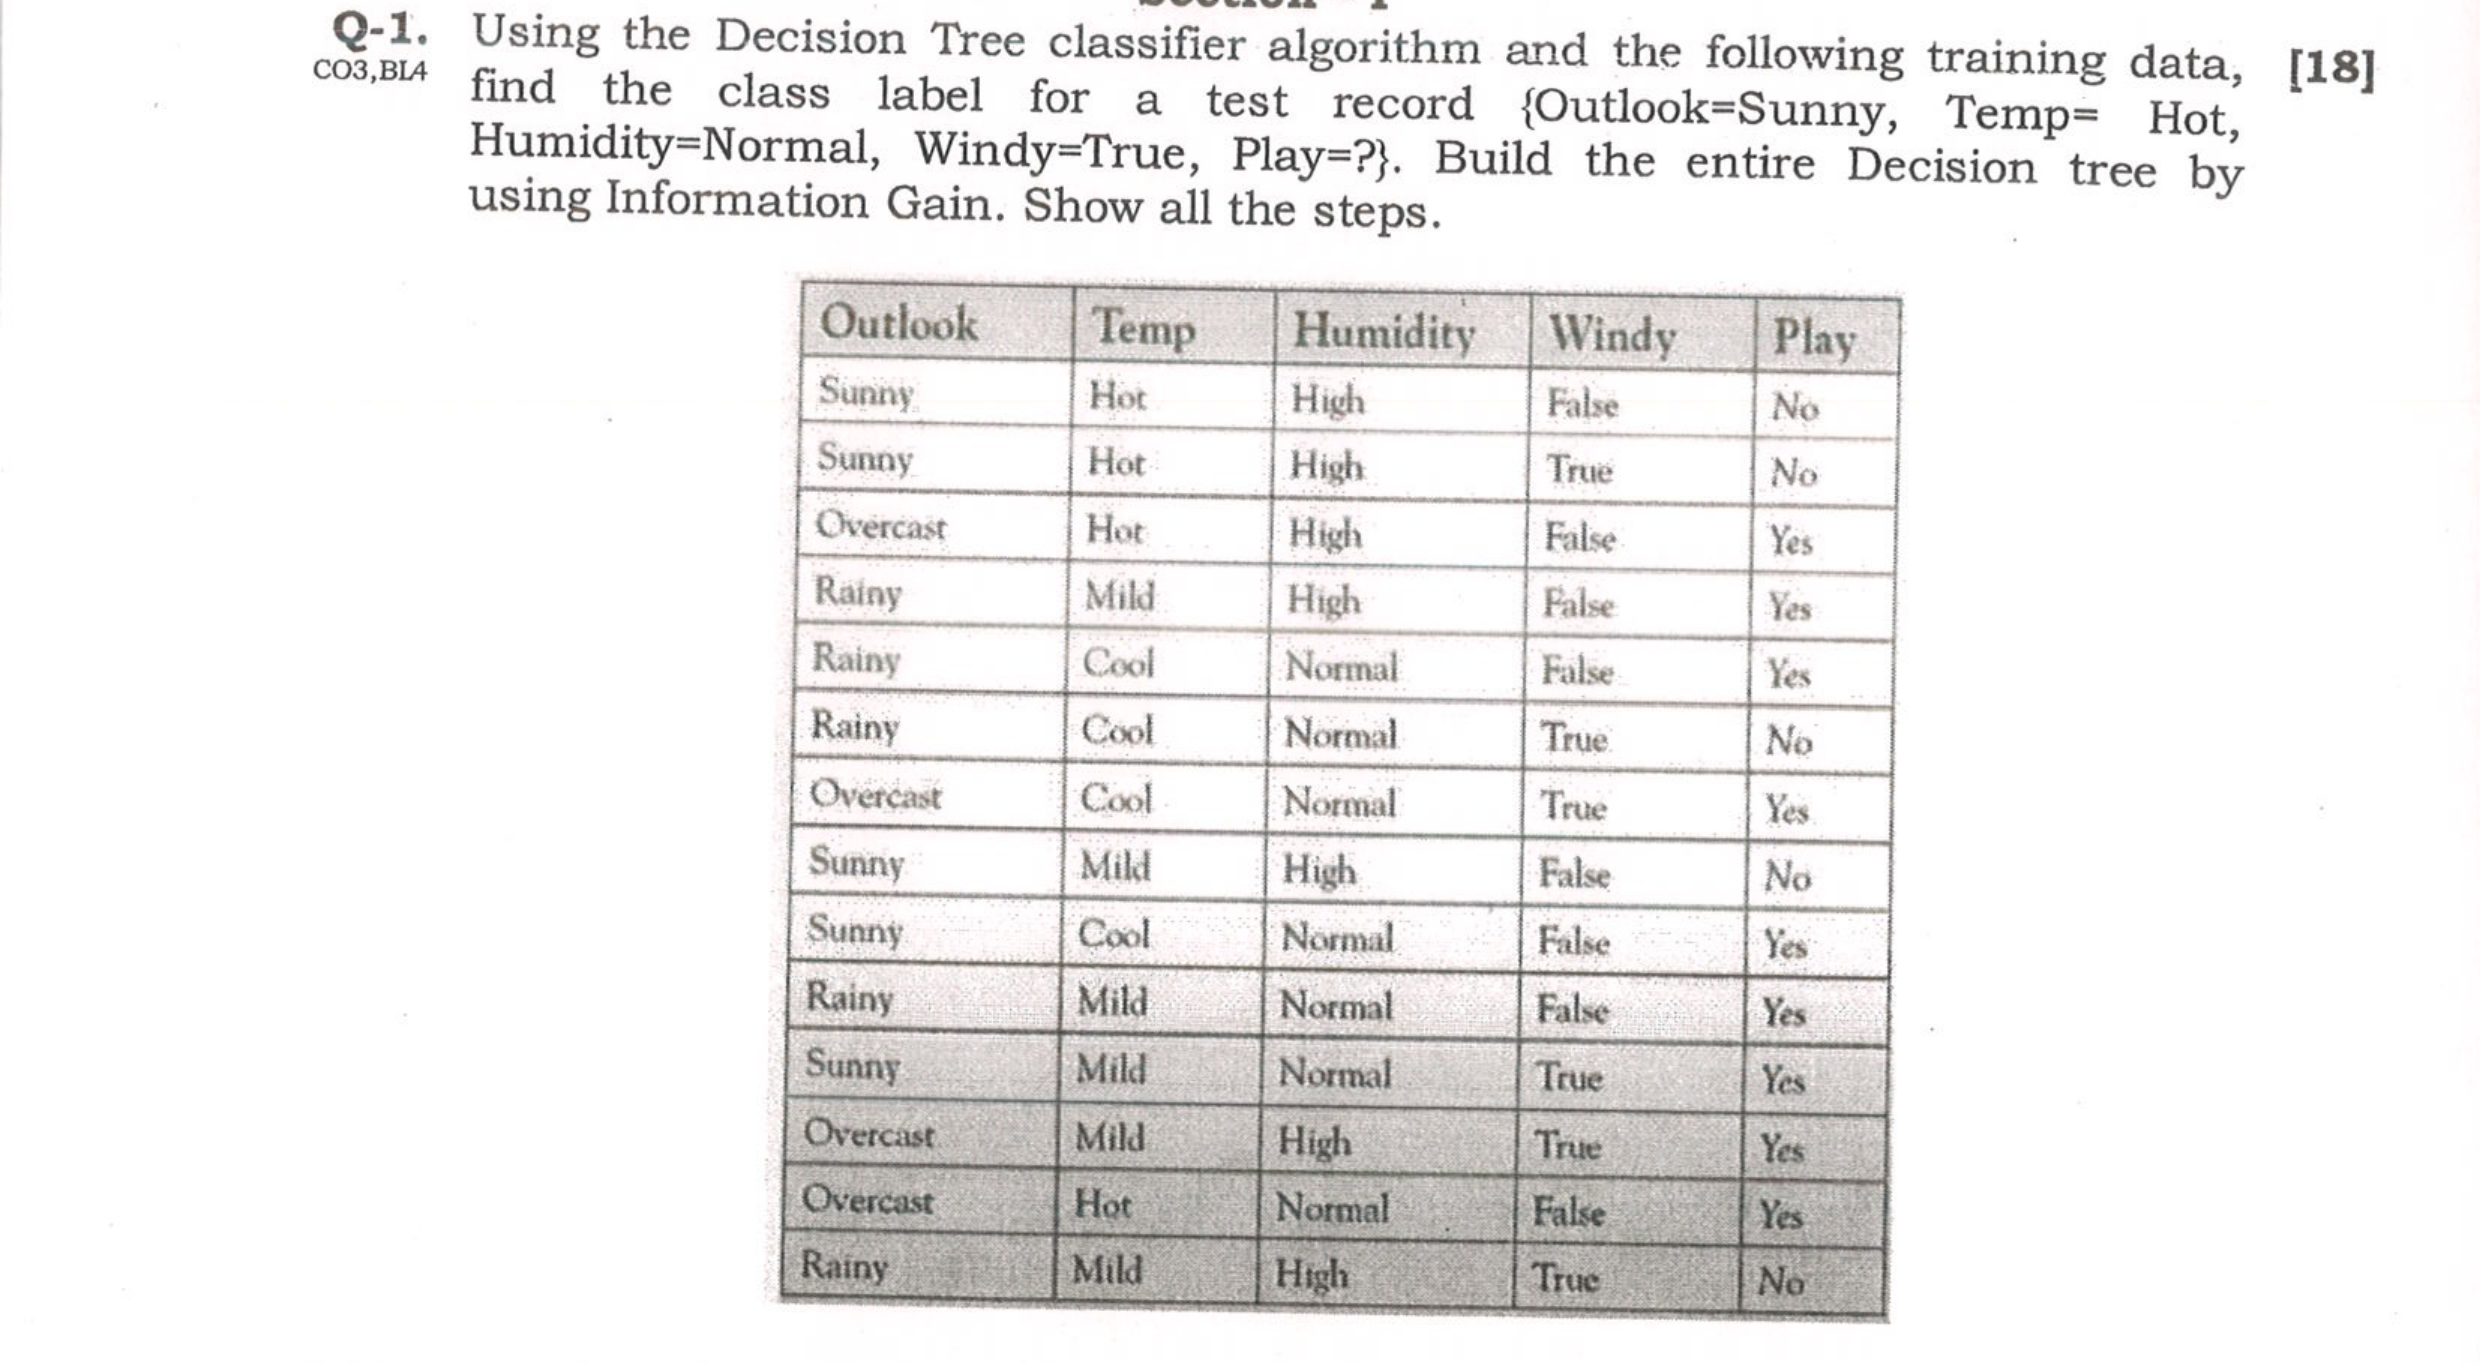 Q-1. Using the Decision Tree classifier algorithm and the following training data, [18]
CO3,BL4 find the class label for a test record {Outlook=Sunny, Temp= Hot,
Humidity=Normal, Windy=True, Play=?}. Build the entire Decision tree by
using Information Gain. Show all the steps.
Outlook Temp Humidity Windy Play
Sunny Hot High False No
Sunny Hot High True No
Overcast Hot High False Yes
Rainy Mild High False Yes
Rainy Cool Normal False Yes
Rainy Cool Normal True No
Overcast Cool Normal True Yes
Sunny Mild High False No
Sunny Cool Normal False Yes
Rainy Mild Normal False Yes
Sunny Mild Normal True Yes
Overcast Mild High True Yes
Overcast Hot Normal False Yes
Rainy Mild High True No